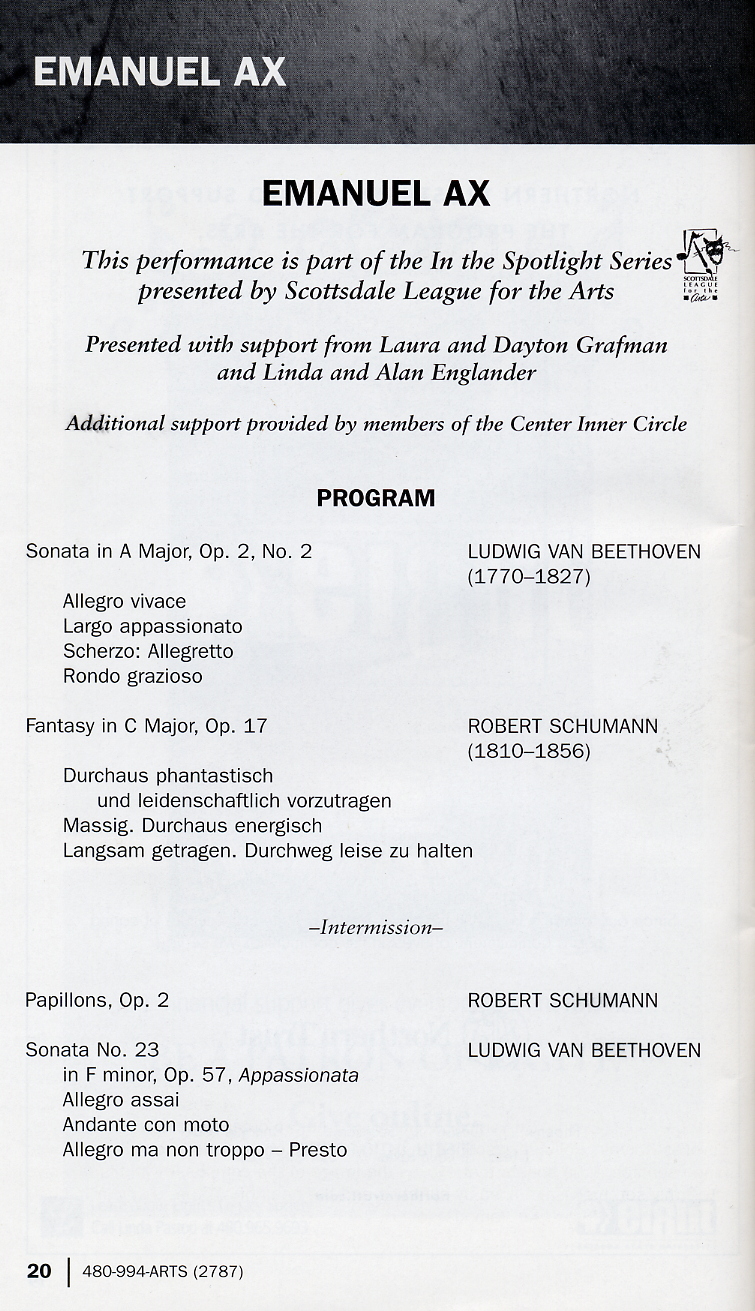 EMANUEL AX
EMANUEL AX
This performance is part of the In the Spotlight Series
presented by Scottsdale League for the Arts
SCOTTSDALE
LEAGUE
for the
Arts
Presented with support from Laura and Dayton Grafman
and Linda and Alan Englander
Additional support provided by members of the Center Inner Circle
PROGRAM
Sonata in A Major, Op. 2, No. 2 LUDWIG VAN BEETHOVEN
(1770–1827)
Allegro vivace
Largo appassionato
Scherzo: Allegretto
Rondo grazioso
Fantasy in C Major, Op. 17 ROBERT SCHUMANN
(1810–1856)
Durchaus phantastisch
und leidenschaftlich vorzutragen
Massig. Durchaus energisch
Langsam getragen. Durchweg leise zu halten
–Intermission–
Papillons, Op. 2 ROBERT SCHUMANN
Sonata No. 23 LUDWIG VAN BEETHOVEN
in F minor, Op. 57, Appassionata
Allegro assai
Andante con moto
Allegro ma non troppo – Presto
20 | 480-994-ARTS (2787)